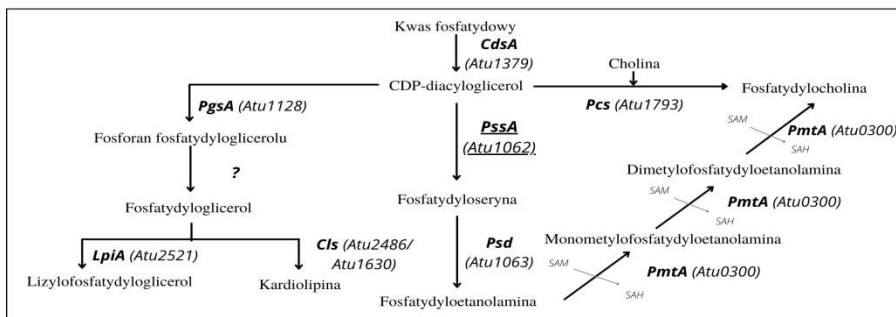 Kwas fosfatydowy
CdsA
(Atu1379)
Cholina
CDP-diacyloglicerol
Fosfatydylocholina
PgsA (Atu1128)
Pcs (Atu1793)
SAM
PmtA (Atu0300)
SAH
PssA
(Atu1062)
Fosforan fosfatydyloglicerolu
Dimetylofosfatydyloetanolamina
?
SAM
PmtA (Atu0300)
SAH
Fosfatydyloseryna
Fosfatydyloglicerol
Monometylofosfatydyloetanolamina
LpiA (Atu2521)
Cls (Atu2486/
Atu1630)
Psd
(Atu1063)
SAM
PmtA (Atu0300)
SAH
Lizylofosfatydyloglicerol
Kardiolipina
Fosfatydyloetanolamina